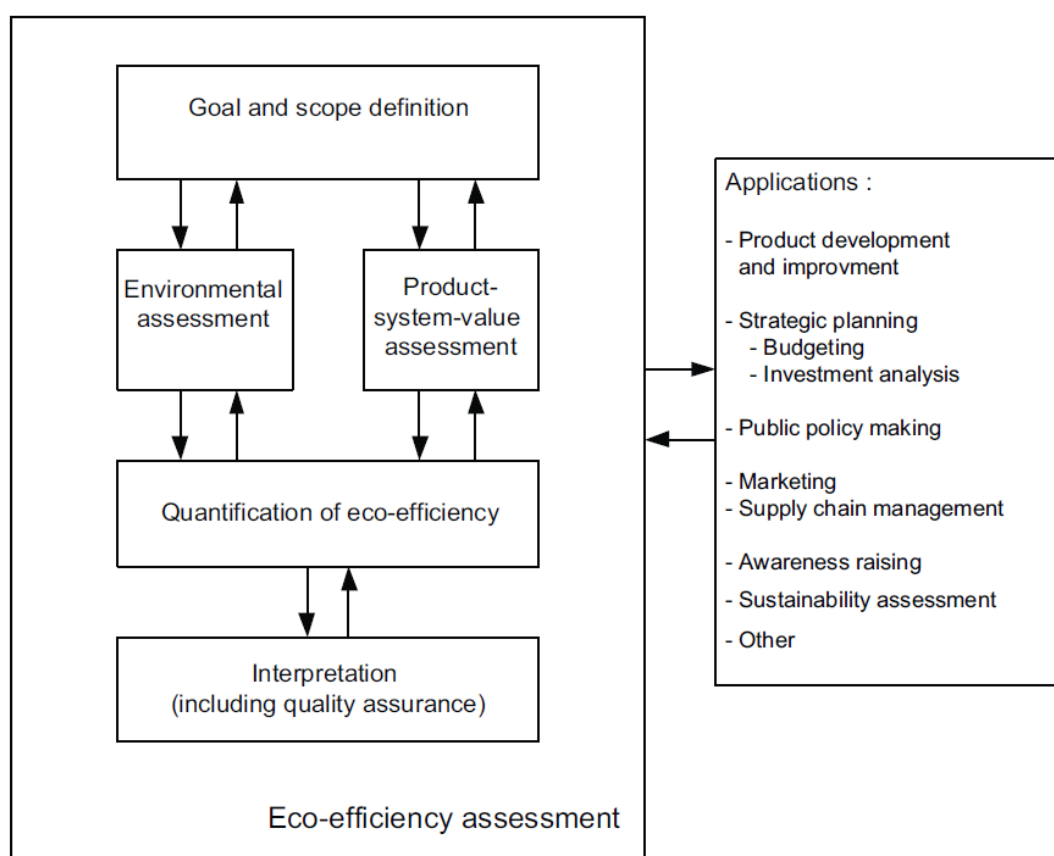 Goal and scope definition
Environmental
assessment
Product-
system-value
assessment
Quantification of eco-efficiency
Interpretation
(including quality assurance)
Eco-efficiency assessment
Applications :
- Product development
and improvment
- Strategic planning
- Budgeting
- Investment analysis
- Public policy making
- Marketing
- Supply chain management
- Awareness raising
- Sustainability assessment
- Other